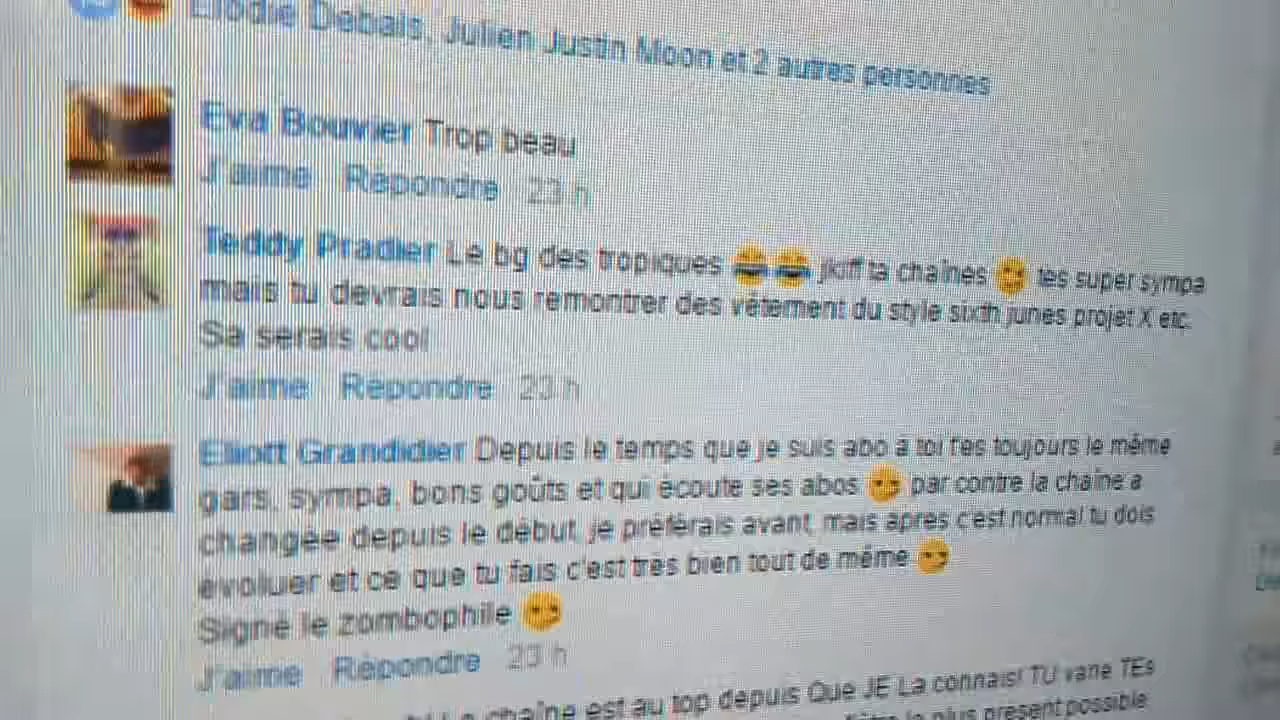 Elodie Debais, Julien Justin Moon et 2 autres personnes
Eva Bouvier Trop beau
J'aime Répondre 23 h
Teddy Pradier Le bg des tropiques 😂😂 jkiff ta chaînes 😊 tes super sympa
mais tu devrais nous remontrer des vêtement du style sixth junes projet X etc.
Sa serais cool
J'aime Répondre 23 h
Eliott Grandidier Depuis le temps que je suis abo à toi t'es toujours le même
gars, sympa, bons goûts et qui écoute ses abos 😏 par contre la chaîne a
changée depuis le début, je préférais avant, mais après c'est normal tu dois
évoluer et ce que tu fais c'est très bien tout de même 😏
Signé le zombophile 😏
J'aime Répondre 23 h
chaîne est au top depuis Que JE La connais! TU vane TEs
le plus présent possible